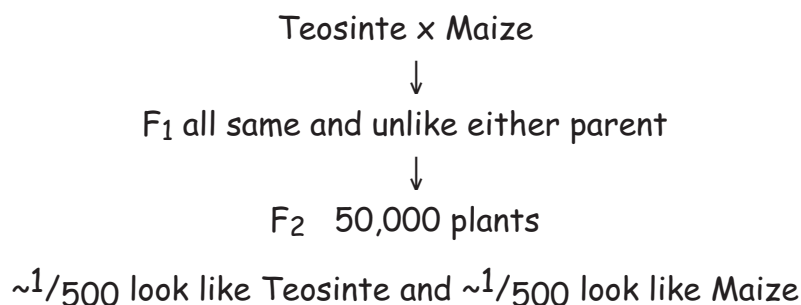 Teosinte x Maize
↓
F₁ all same and unlike either parent
↓
F₂ 50,000 plants
~1/500 look like Teosinte and ~1/500 look like Maize